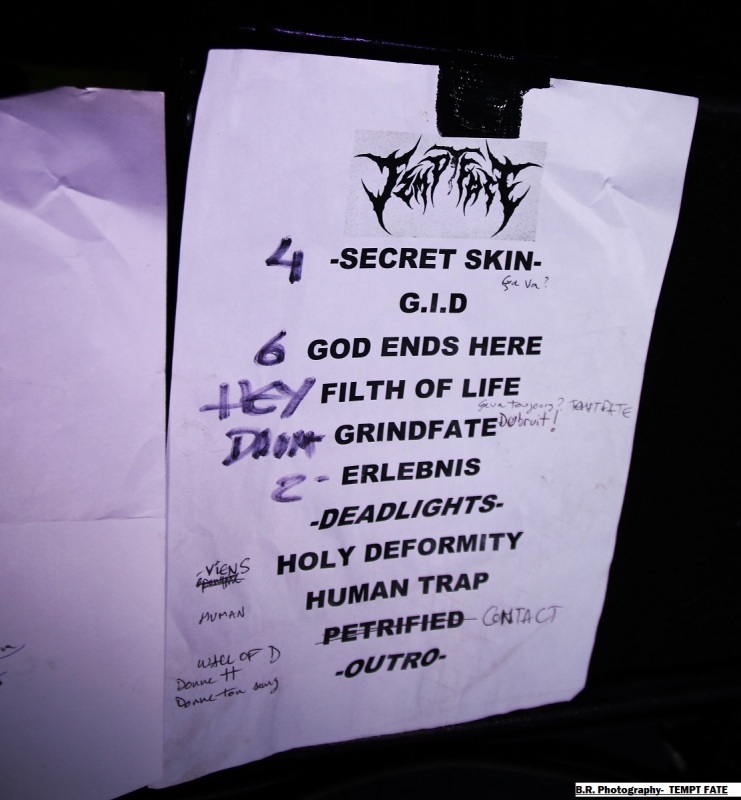 TEMPT FATE
4 -SECRET SKIN-
ça va?
G.I.D
6 GOD ENDS HERE
HEY FILTH OF LIFE
ça va toujours? TEMPT FATE
GRINDFATE Du bruit!
2- ERLEBNIS
-DEADLIGHTS-
HOLY DEFORMITY
-VIENS
HUMAN TRAP
HUMAN
PETRIFIED CONTACT
WALL OF D
-OUTRO-
Donne tt
Donne ton sang
B.R. Photography- TEMPT FATE